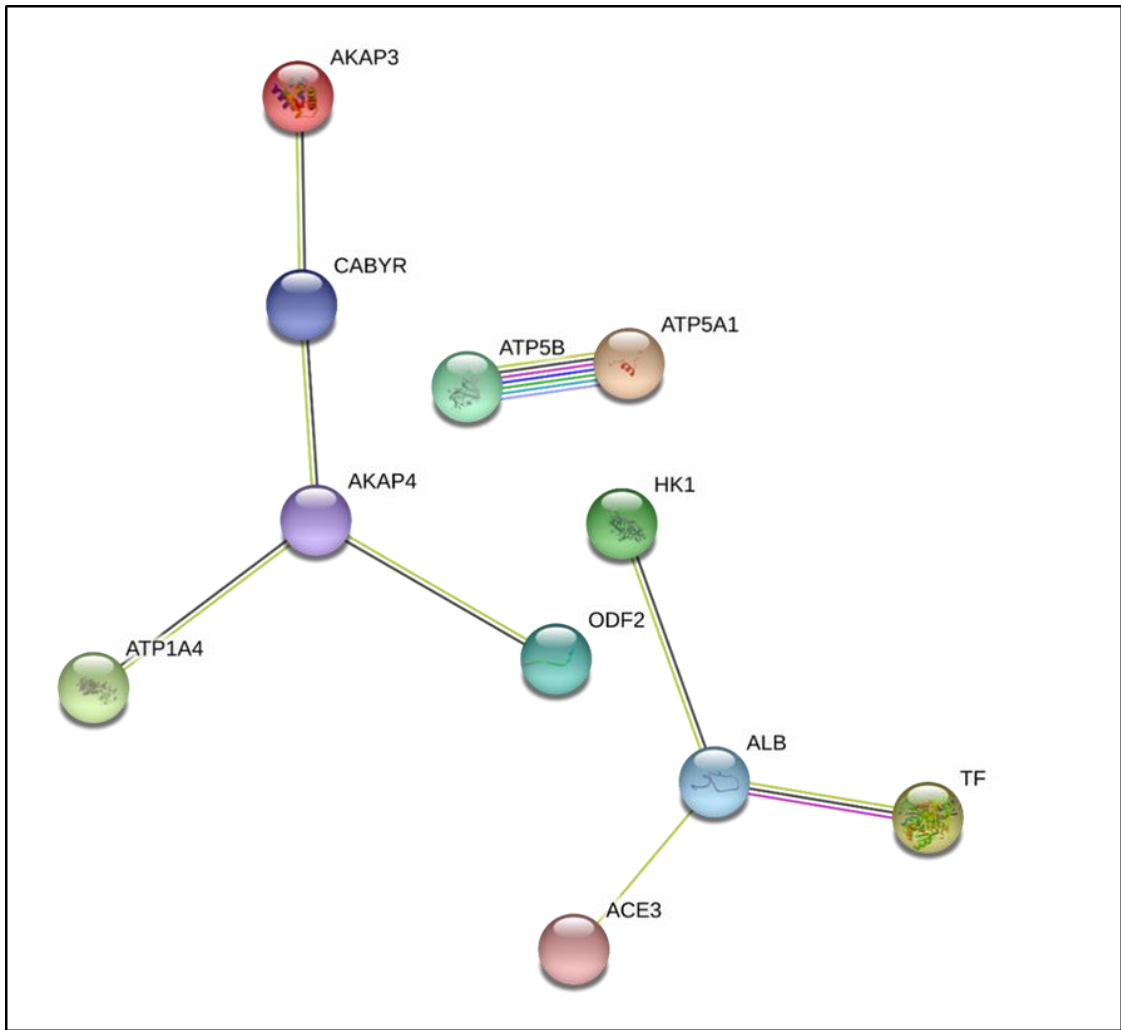 AKAP3
CABYR
ATP5A1
ATP5B
AKAP4
HK1
ODF2
ATP1A4
ALB
TF
ACE3